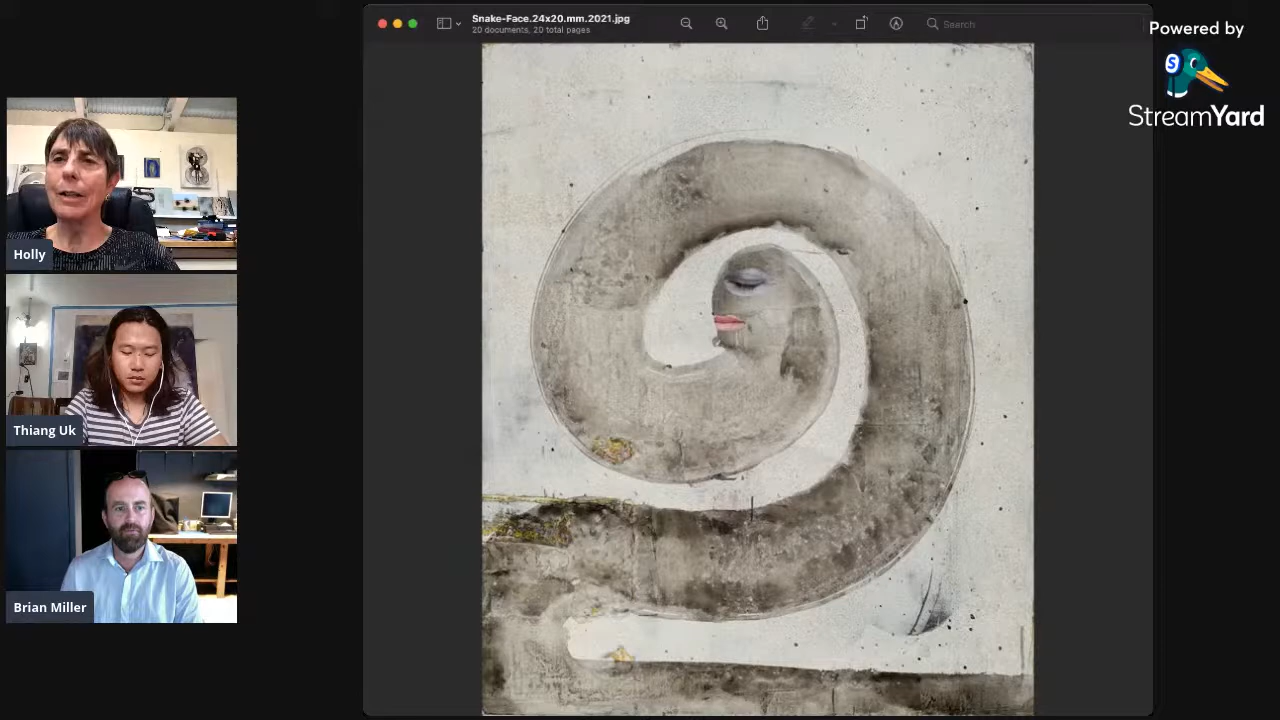 Snake-Face.24x20.mm.2021.jpg
20 documents, 20 total pages
Search
Powered by
S
StreamYard
Holly
Thiang Uk
Brian Miller